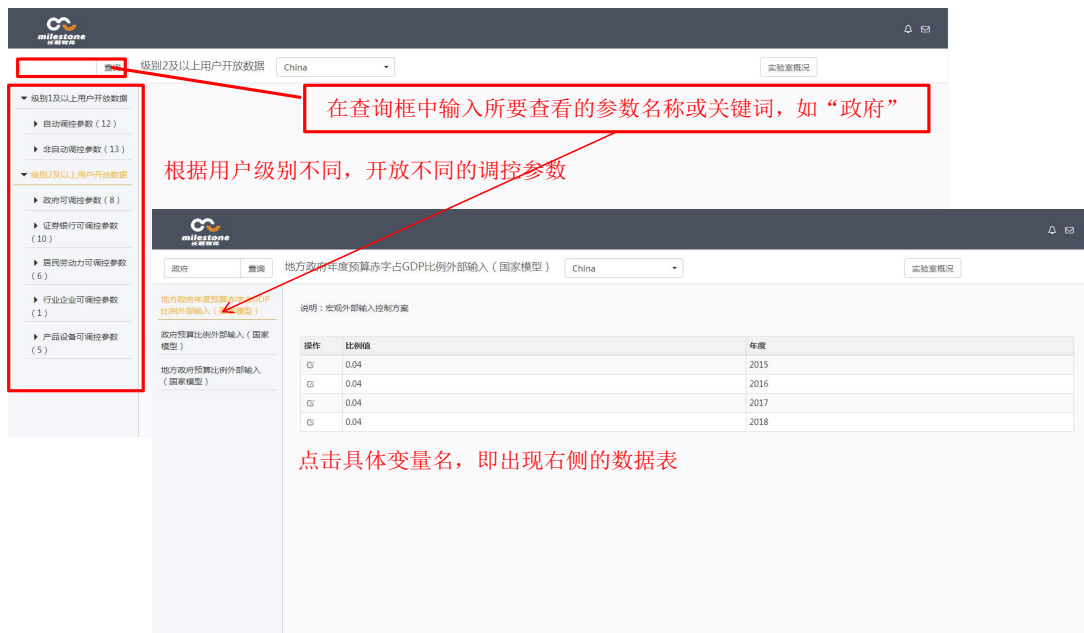 milestone
长程软件
查询
级别2及以上用户开放数据
China
实验室概况
级别1及以上用户开放数据
自动调控参数(12)
非自动调控参数(13)
级别2及以上用户开放数据
政府可调控参数(8)
证券银行可调控参数
(10)
居民劳动力可调控参数
(6)
行业企业可调控参数
(1)
产品设备可调控参数
(5)
在查询框中输入所要查看的参数名称或关键词,如“政府”
根据用户级别不同,开放不同的调控参数
milestone
长程软件
政府
查询
地方政府年度预算赤字占GDP比例外部输入(国家模型)
China
实验室概况
地方政府年度预算赤字占GDP
比例外部输入(国家模型)
政府预算比例外部输入(国家
模型)
地方政府预算比例外部输入
(国家模型)
说明:宏观外部输入控制方案
操作 比例值 年度
0.04 2015
0.04 2016
0.04 2017
0.04 2018
点击具体变量名,即出现右侧的数据表